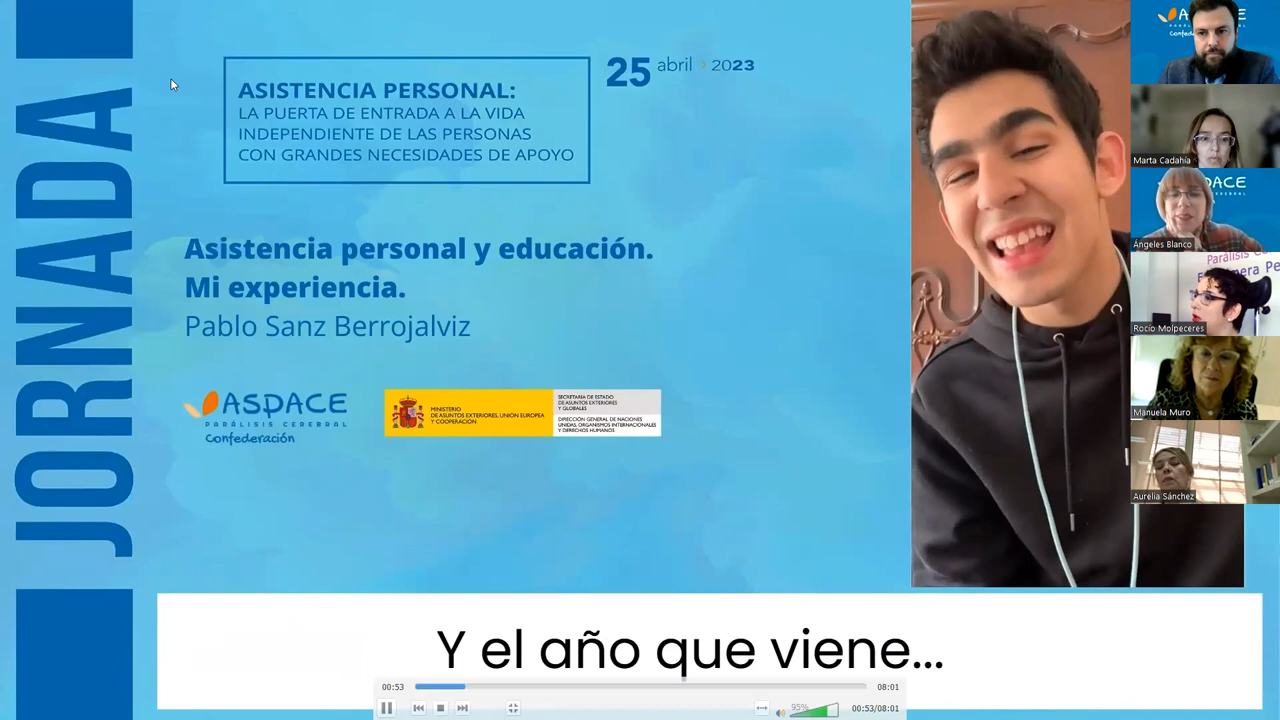 JORNADA
ASISTENCIA PERSONAL:
LA PUERTA DE ENTRADA A LA VIDA
INDEPENDIENTE DE LAS PERSONAS
CON GRANDES NECESIDADES DE APOYO
25 abril › 2023
Asistencia personal y educación.
Mi experiencia.
Pablo Sanz Berrojalviz
ASPACE
PARÁLISIS CEREBRAL
Confederación
MINISTERIO
DE ASUNTOS EXTERIORES, UNIÓN EUROPEA
Y COOPERACIÓN
SECRETARÍA DE ESTADO
DE ASUNTOS EXTERIORES
Y GLOBALES
DIRECCIÓN GENERAL DE NACIONES
UNIDAS, ORGANISMOS INTERNACIONALES
Y DERECHOS HUMANOS
Marta Cadahía
Ángeles Blanco
Rocío Molpeceres
Manuela Muro
Aurelia Sánchez
Y el año que viene...
00:53
08:01
95%
00:53/08:01